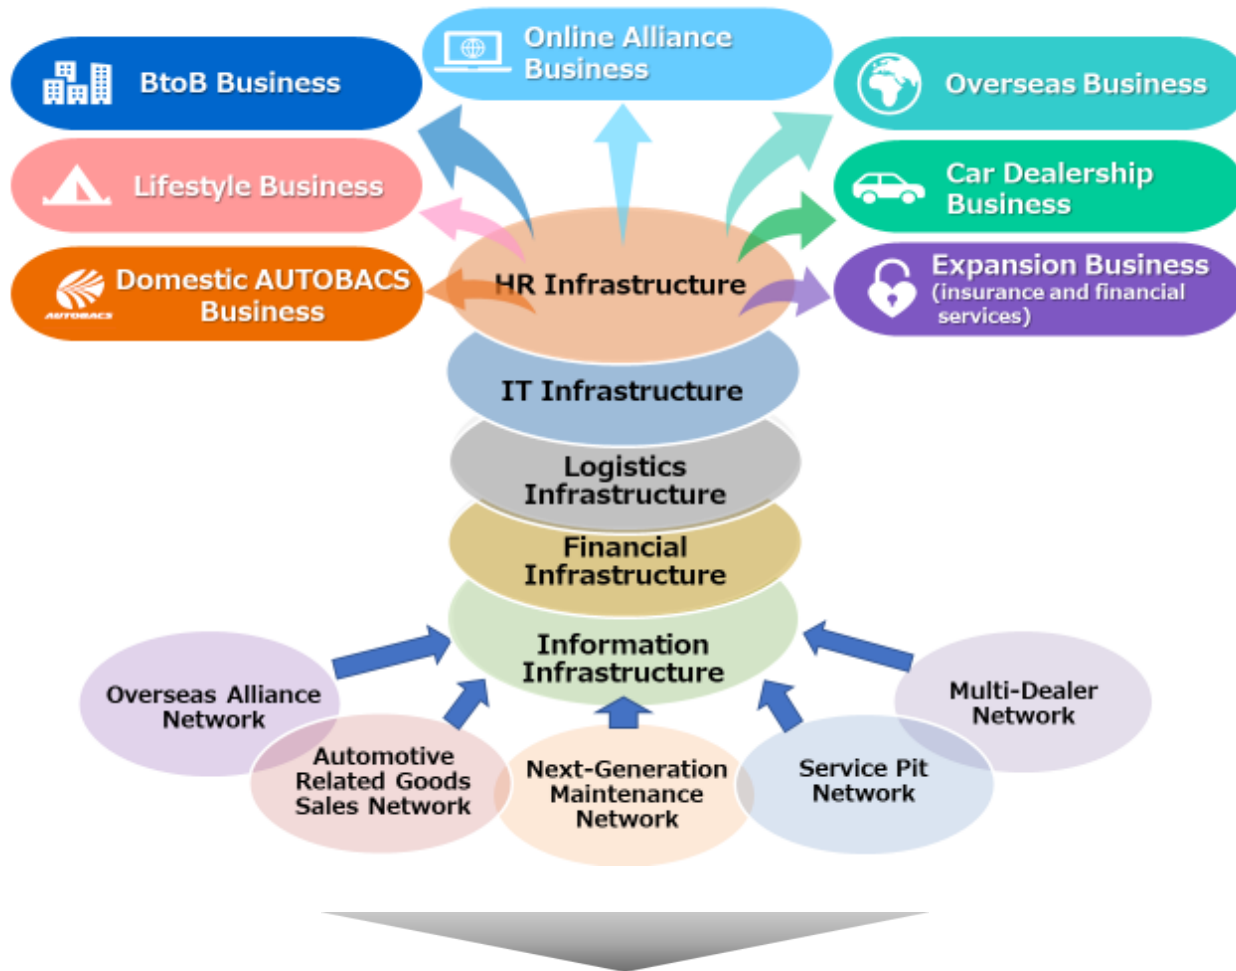 Online Alliance
Business
BtoB Business
Overseas Business
Lifestyle Business
Car Dealership
Business
Domestic AUTOBACS
Business
AUTOBACS
Expansion Business
(insurance and financial
services)
HR Infrastructure
IT Infrastructure
Logistics
Infrastructure
Financial
Infrastructure
Information
Infrastructure
Overseas Alliance
Network
Automotive
Related Goods
Sales Network
Next-Generation
Maintenance
Network
Service Pit
Network
Multi-Dealer
Network